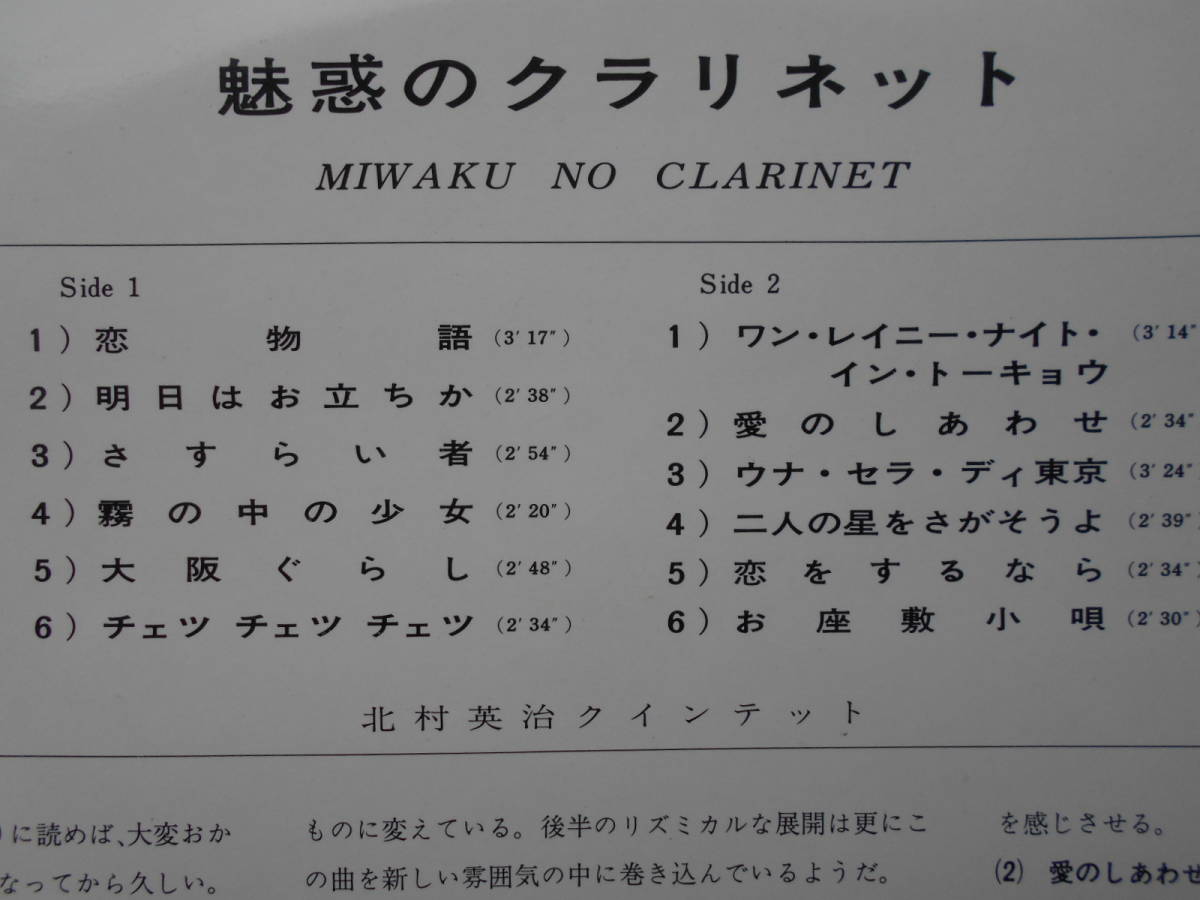 魅惑のクラリネット
MIWAKU NO CLARINET
Side 1
1) 恋物語 (3′17″)
2) 明日はお立ちか (2′38″)
3) さすらい者 (2′54″)
4) 霧の中の少女 (2′20″)
5) 大阪ぐらし (2′48″)
6) チェツ チェツ チェツ (2′34″)
Side 2
1) ワン・レイニー・ナイト・ (3′14″
イン・トーキョウ
2) 愛のしあわせ (2′34″
3) ウナ・セラ・ディ東京 (3′24″
4) 二人の星をさがそうよ (2′39″
5) 恋をするなら (2′34″)
6) お座敷小唄 (2′30″)
北村英治クインテット
)に読めば、大変おか
なってから久しい。
ものに変えている。後半のリズミカルな展開は更にこ
の曲を新しい雰囲気の中に巻き込んでいるようだ。
を感じさせる。
(2) 愛のしあわせ